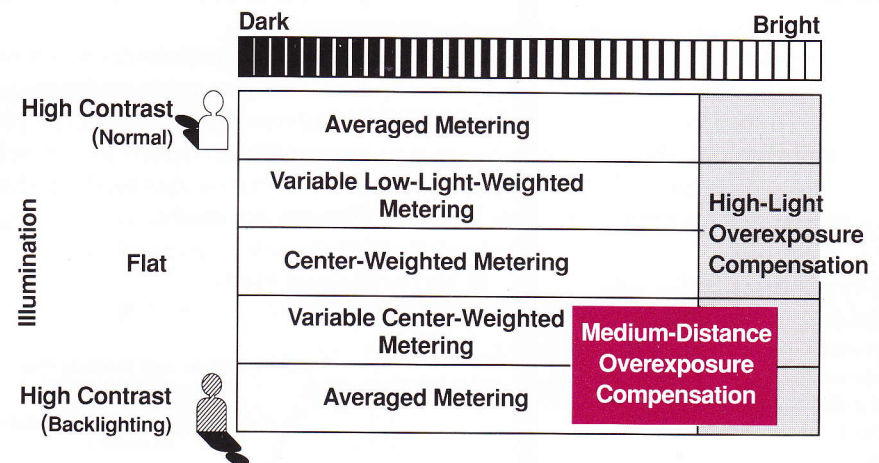 Dark
Bright
High Contrast
(Normal)
Averaged Metering
Variable Low-Light-Weighted
Metering
High-Light
Overexposure
Compensation
Illumination
Flat
Center-Weighted Metering
Variable Center-Weighted
Metering
Medium-Distance
Overexposure
Compensation
High Contrast
(Backlighting)
Averaged Metering